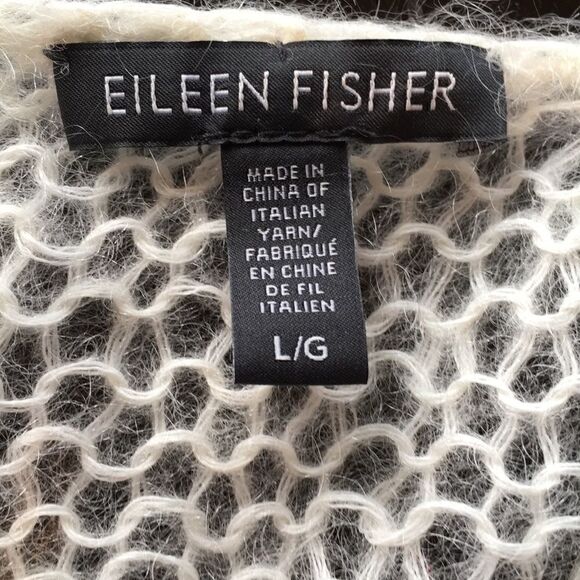 EILEEN FISHER
MADE IN
CHINA OF
ITALIAN
YARN/
FABRIQUÉ
EN CHINE
DE FIL
ITALIEN
L/G